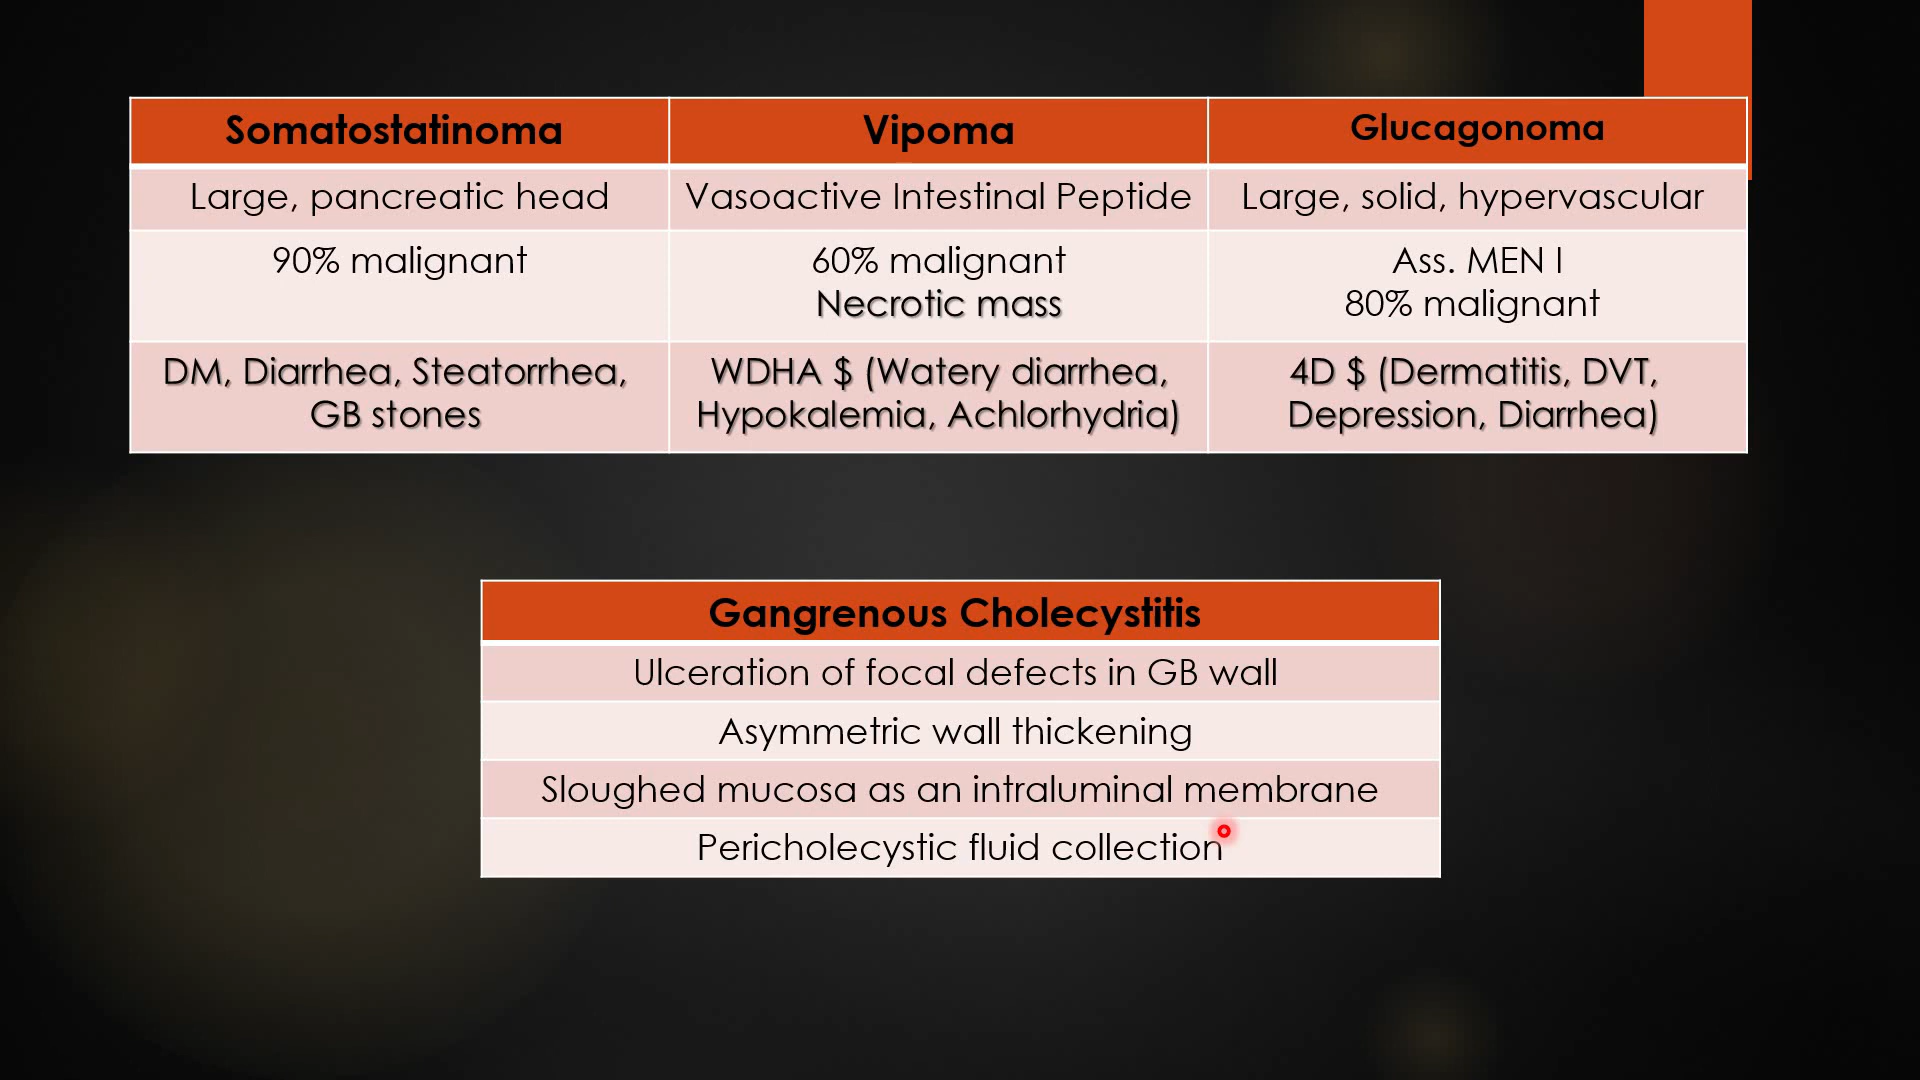 Somatostatinoma
Vipoma
Glucagonoma
Large, pancreatic head
Vasoactive Intestinal Peptide
Large, solid, hypervascular
90% malignant
60% malignant
Necrotic mass
Ass. MEN I
80% malignant
DM, Diarrhea, Steatorrhea,
GB stones
WDHA $ (Watery diarrhea,
Hypokalemia, Achlorhydria)
4D $ (Dermatitis, DVT,
Depression, Diarrhea)
Gangrenous Cholecystitis
Ulceration of focal defects in GB wall
Asymmetric wall thickening
Sloughed mucosa as an intraluminal membrane
Pericholecystic fluid collection